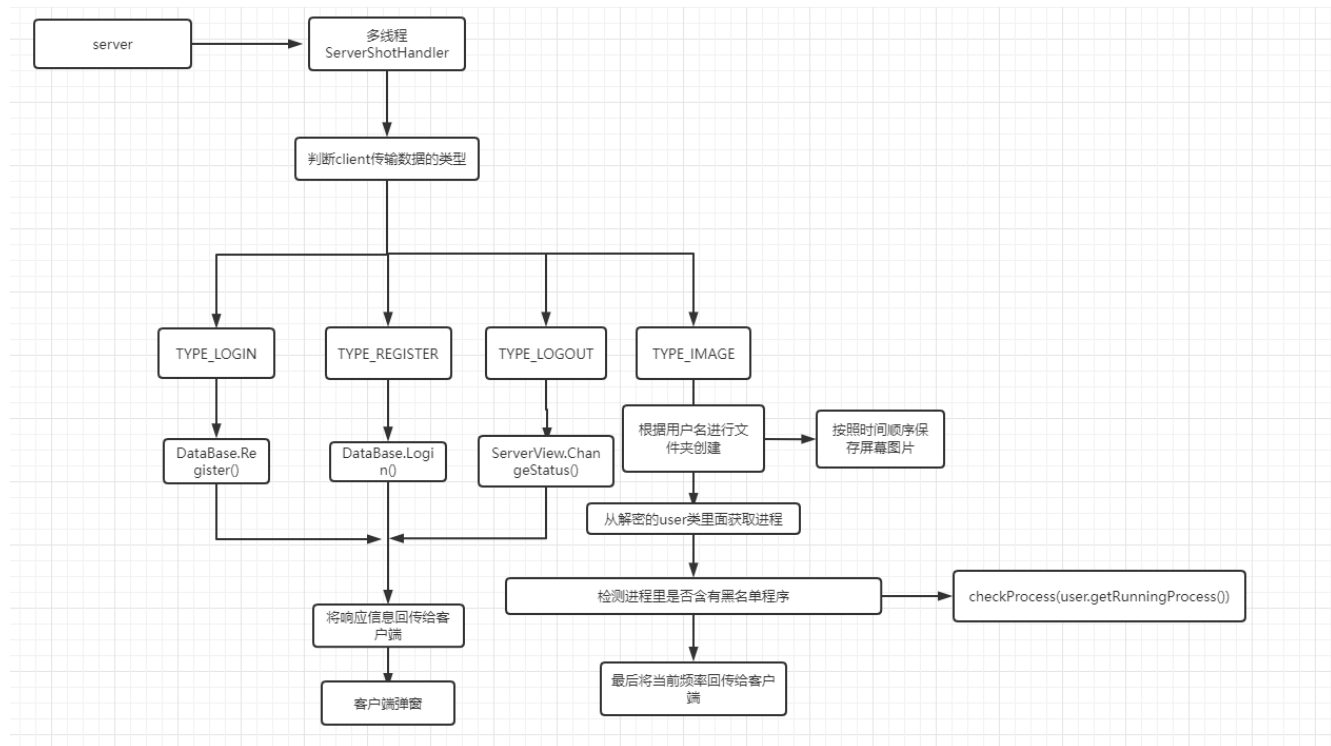 server
多线程
ServerShotHandler
判断client传输数据的类型
TYPE_LOGIN
TYPE_REGISTER
TYPE_LOGOUT
TYPE_IMAGE
DataBase.Re
gister()
DataBase.Logi
n()
ServerView.Chan
geStatus()
根据用户名进行文
件夹创建
按照时间顺序保
存屏幕图片
从解密的user类里面获取进程
检测进程里是否含有黑名单程序
checkProcess(user.getRunningProcess())
将响应信息回传给客
户端
最后将当前频率回传给客户
端
客户端弹窗